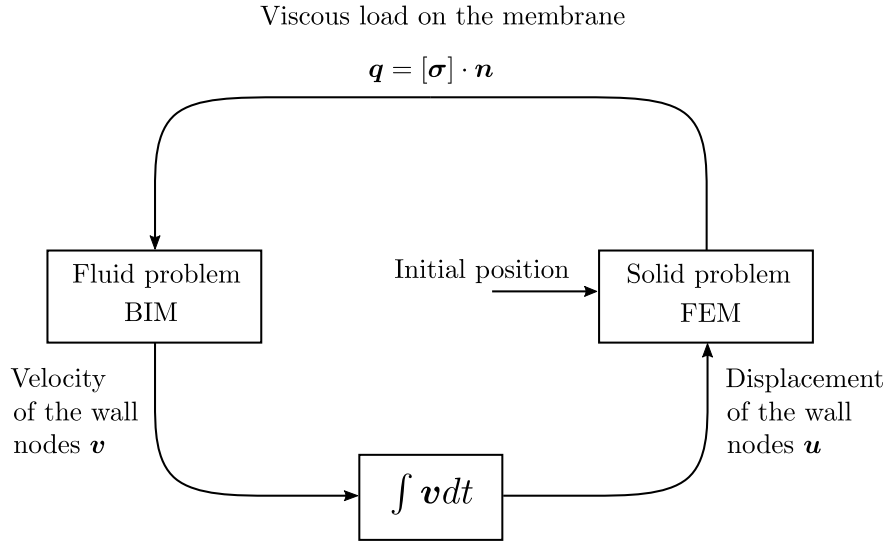 Viscous load on the membrane
q = [σ] · n
Fluid problem
BIM
Initial position
Solid problem
FEM
Velocity
of the wall
nodes v
Displacement
of the wall
nodes u
∫ vdt